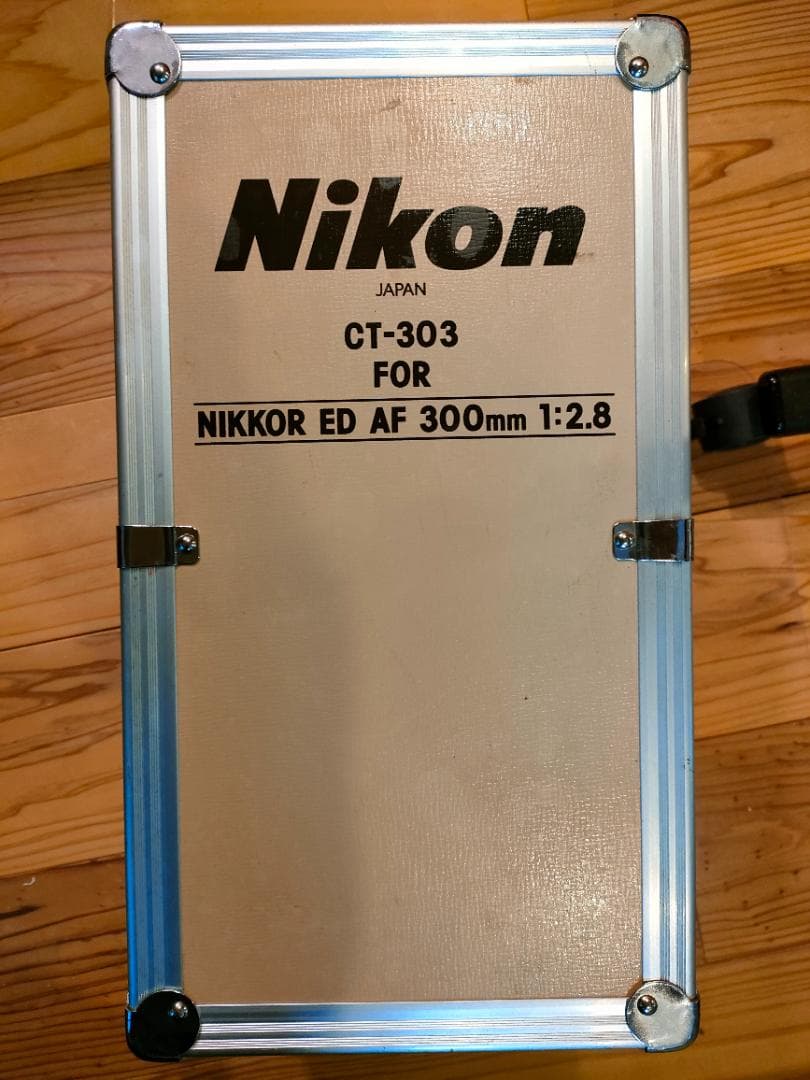 Nikon
JAPAN
CT-303
FOR
NIKKOR ED AF 300mm 1:2.8